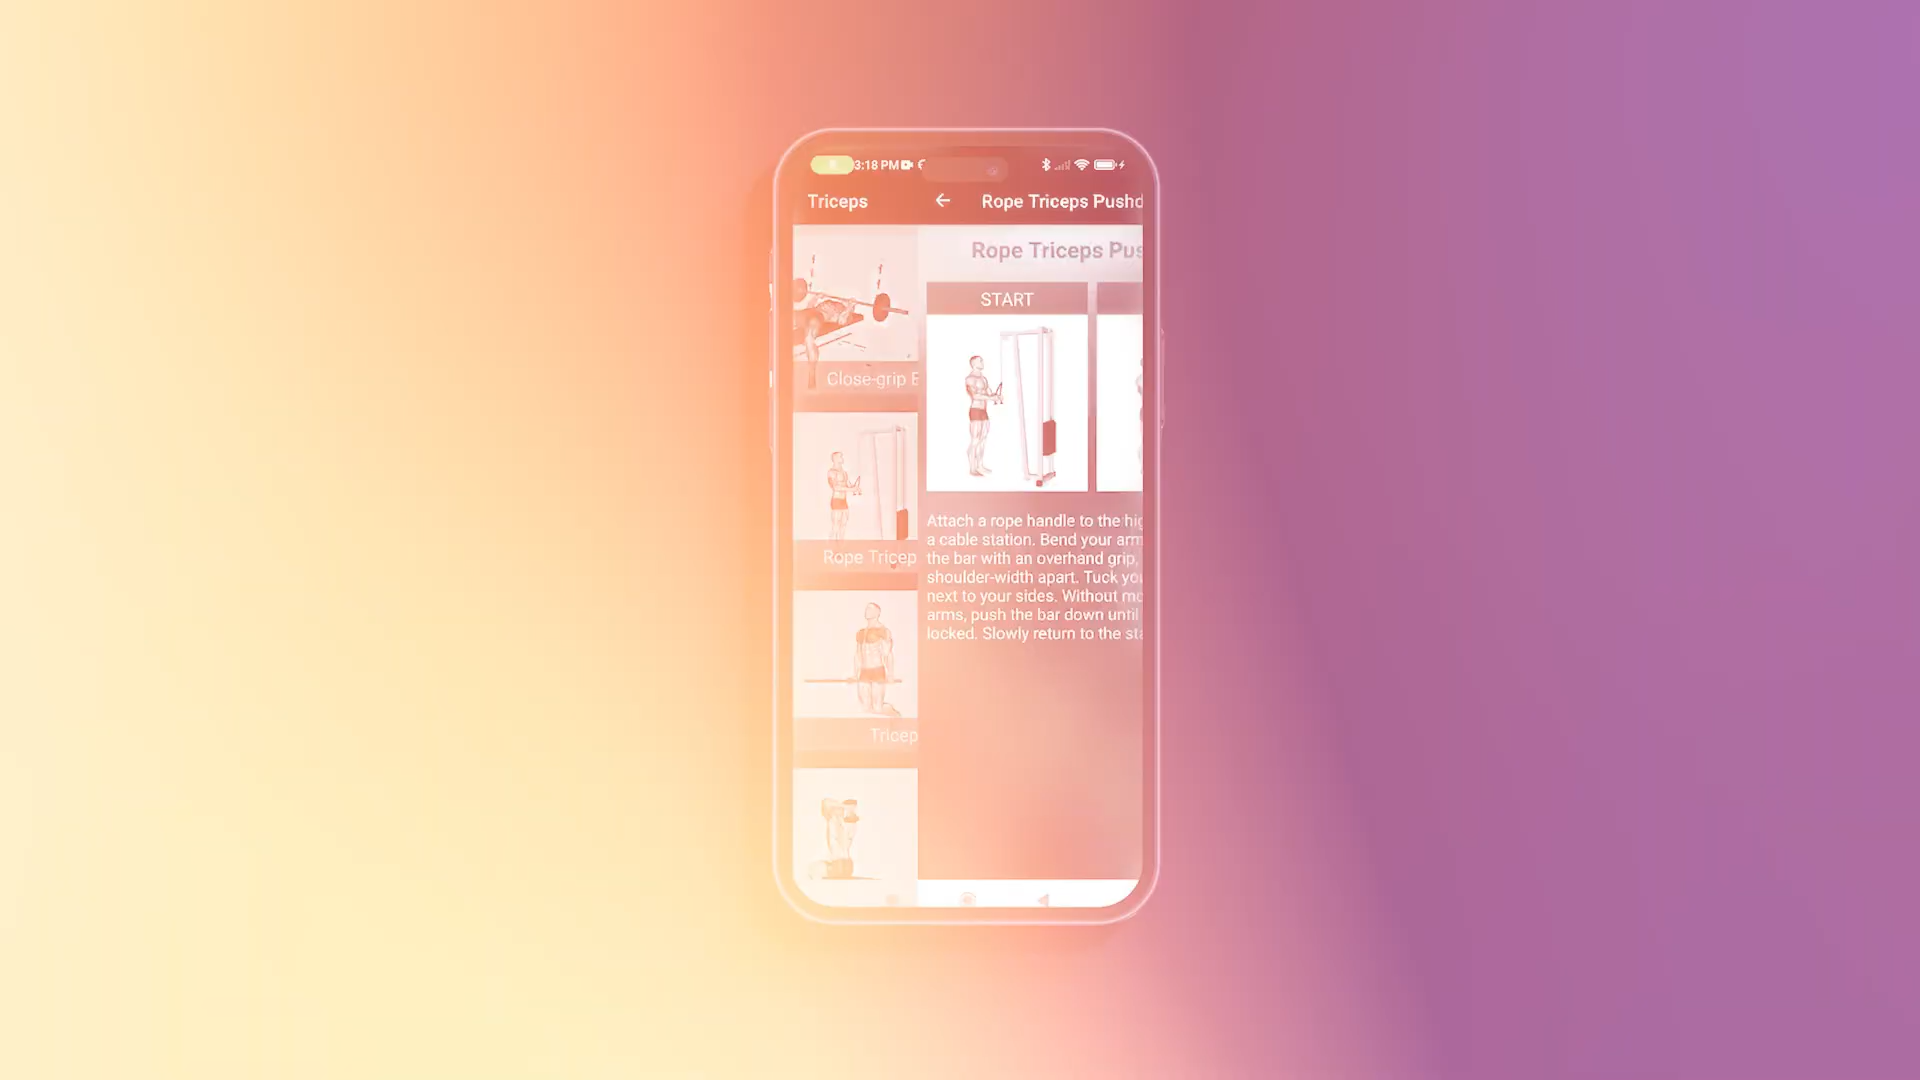 3:18 PM
Triceps
Rope Triceps Pushd
Rope Triceps Pus
START
Close-grip B
Rope Tricep
Tricep
Attach a rope handle to the hig
a cable station. Bend your arm
the bar with an overhand grip,
shoulder-width apart. Tuck you
next to your sides. Without mo
arms, push the bar down until
locked. Slowly return to the sta